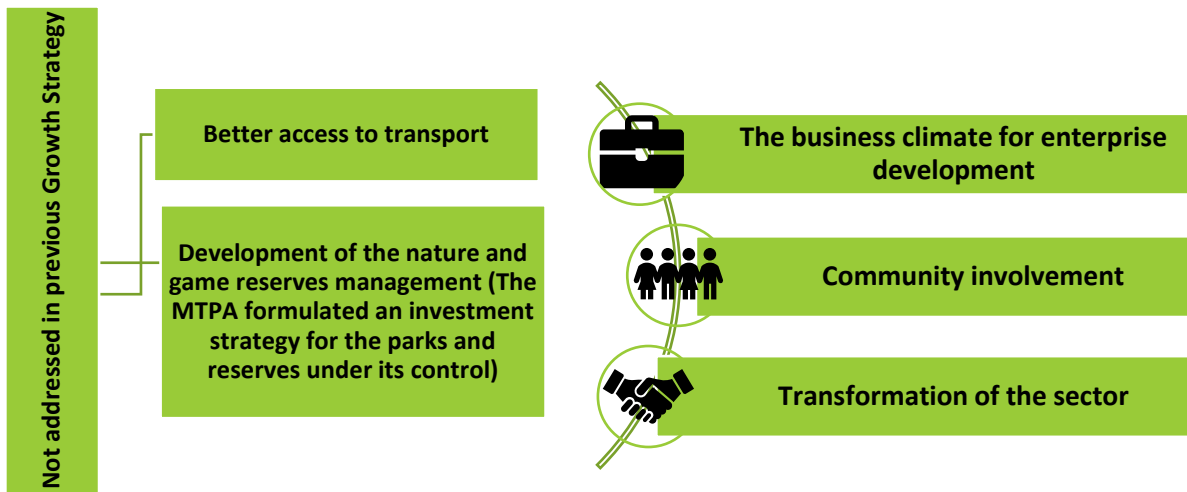 Not addressed in previous Growth Strategy
Better access to transport
Development of the nature and
game reserves management (The
MTPA formulated an investment
strategy for the parks and
reserves under its control)
The business climate for enterprise
development
Community involvement
Transformation of the sector